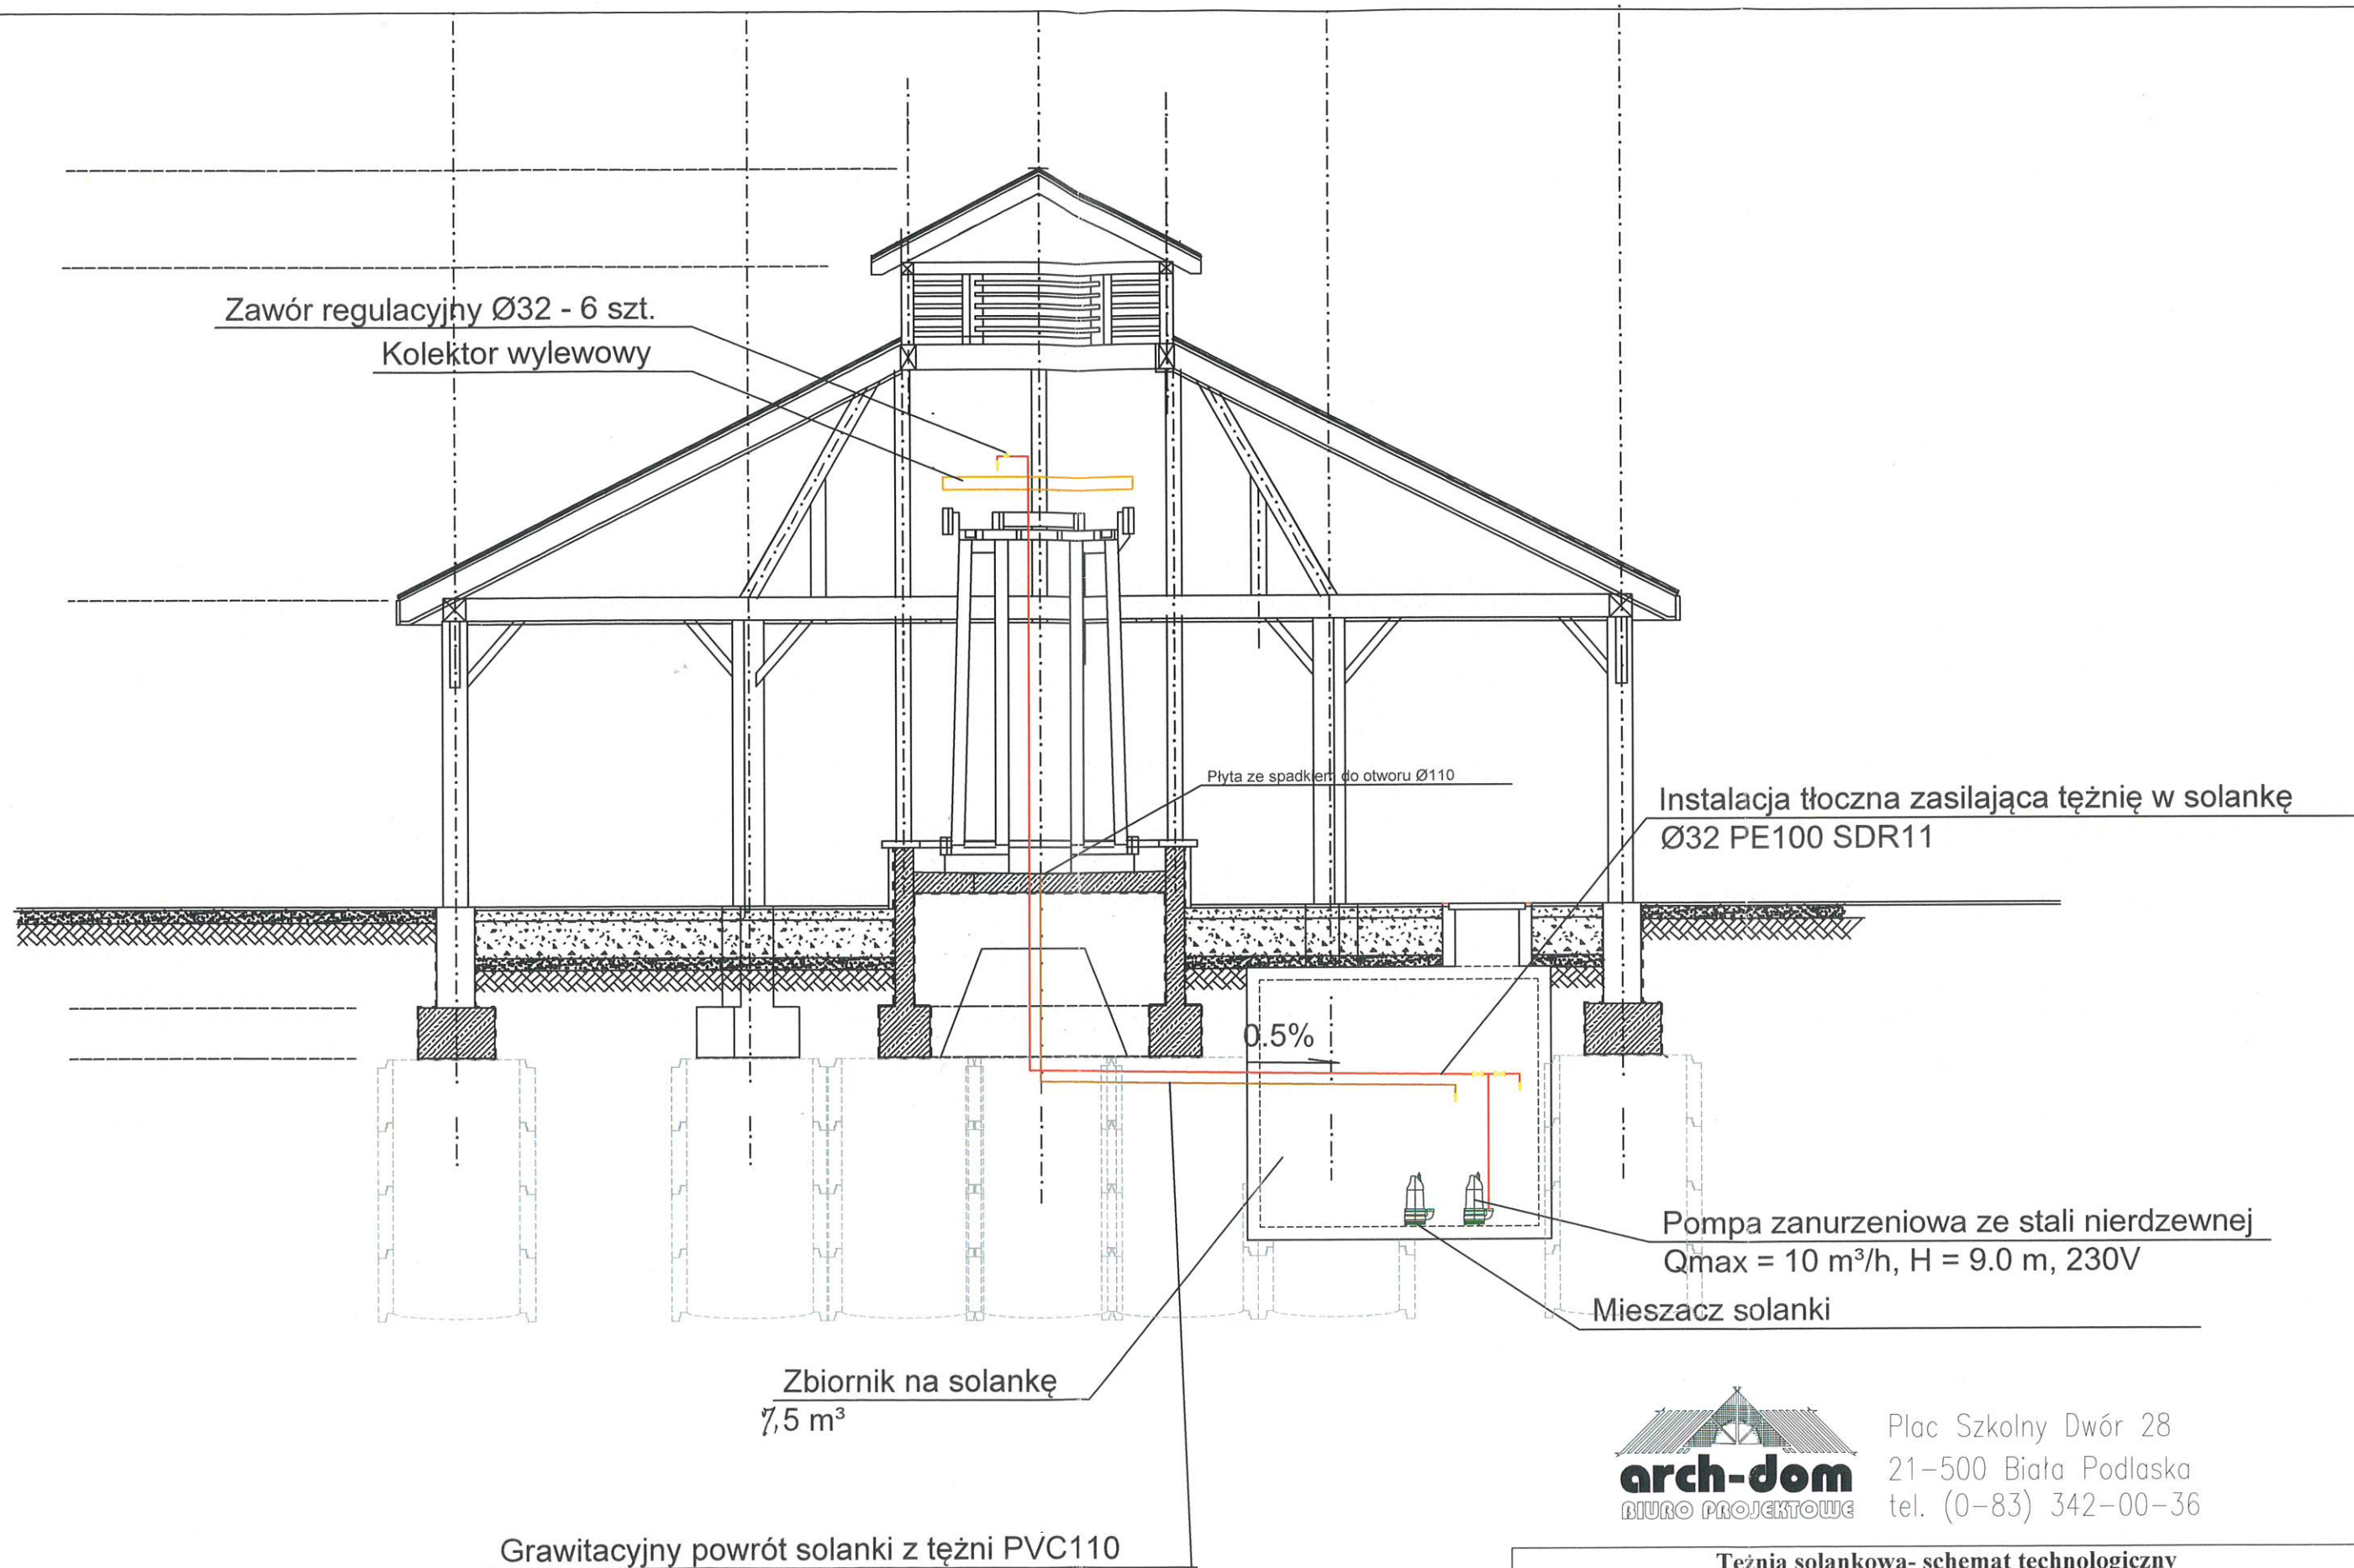 Zawór regulacyjny Ø32 - 6 szt.
Kolektor wylewowy
Płyta ze spadkiem do otworu Ø110
Instalacja tłoczna zasilająca tężnię w solankę
Ø32 PE100 SDR11
0.5%
Pompa zanurzeniowa ze stali nierdzewnej
Qmax = 10 m³/h, H = 9.0 m, 230V
Mieszacz solanki
Zbiornik na solankę
7,5 m³
Grawitacyjny powrót solanki z tężni PVC110
arch-dom
BIURO PROJEKTOWE
Plac Szkolny Dwór 28
21-500 Biała Podlaska
tel. (0-83) 342-00-36
Tężnia solankowa- schemat technologiczny